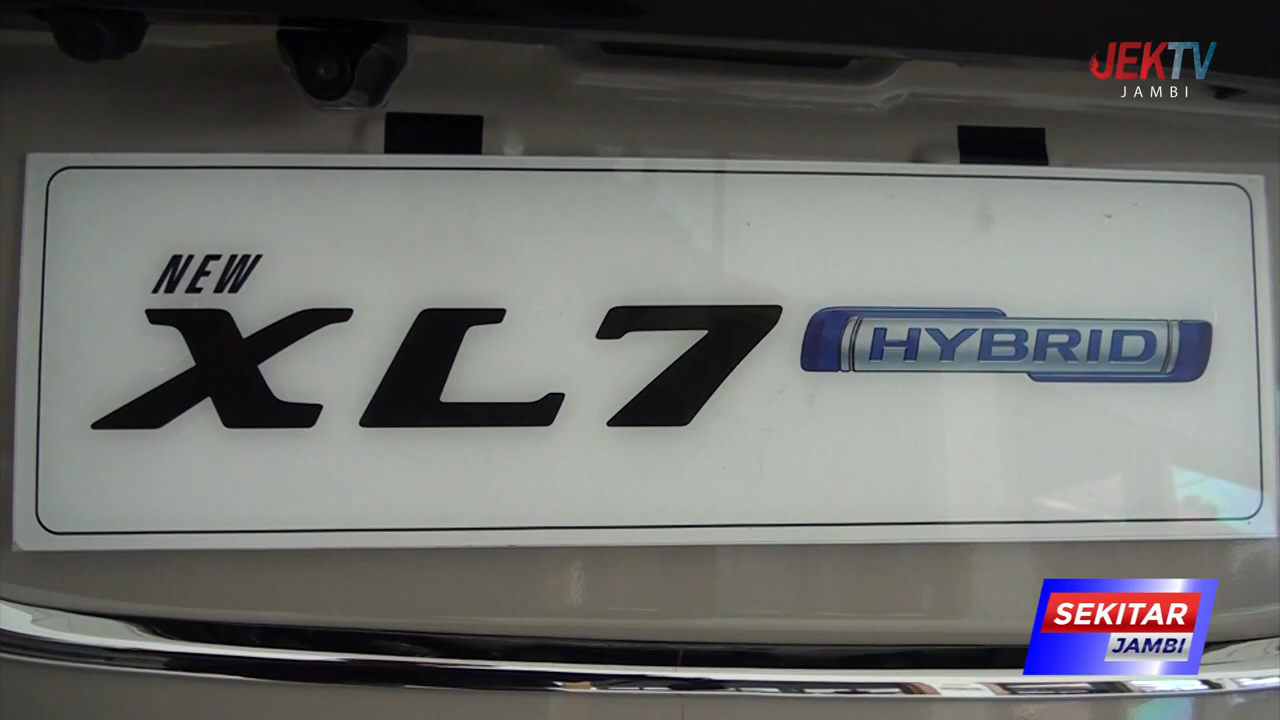 JEKTV
JAMBI
NEW
XL7 HYBRID
SEKITAR
JAMBI